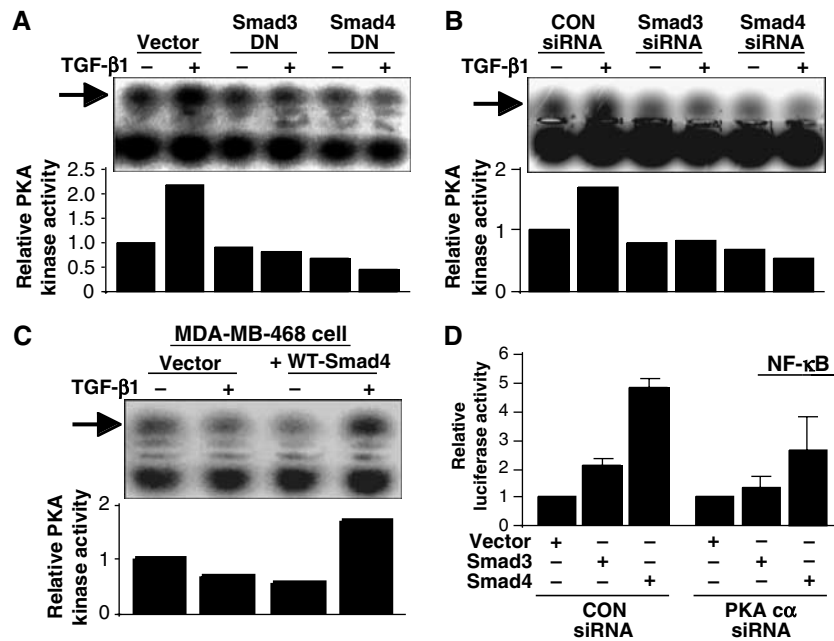 A
Vector
Smad3 DN
Smad4 DN
TGF-β1 – + – + – +
Relative PKA kinase activity
2.5
2.0
1.5
1.0
0.5
0
B
CON siRNA
Smad3 siRNA
Smad4 siRNA
TGF-β1 – + – + – +
Relative PKA kinase activity
2
1
0
C
MDA-MB-468 cell
Vector + WT-Smad4
TGF-β1 – + – +
Relative PKA kinase activity
2
1
0
D
NF-κB
Relative luciferase activity
6
5
4
3
2
1
0
Vector + – – + – –
Smad3 – + – – + –
Smad4 – – + – – +
CON siRNA
PKA cα siRNA